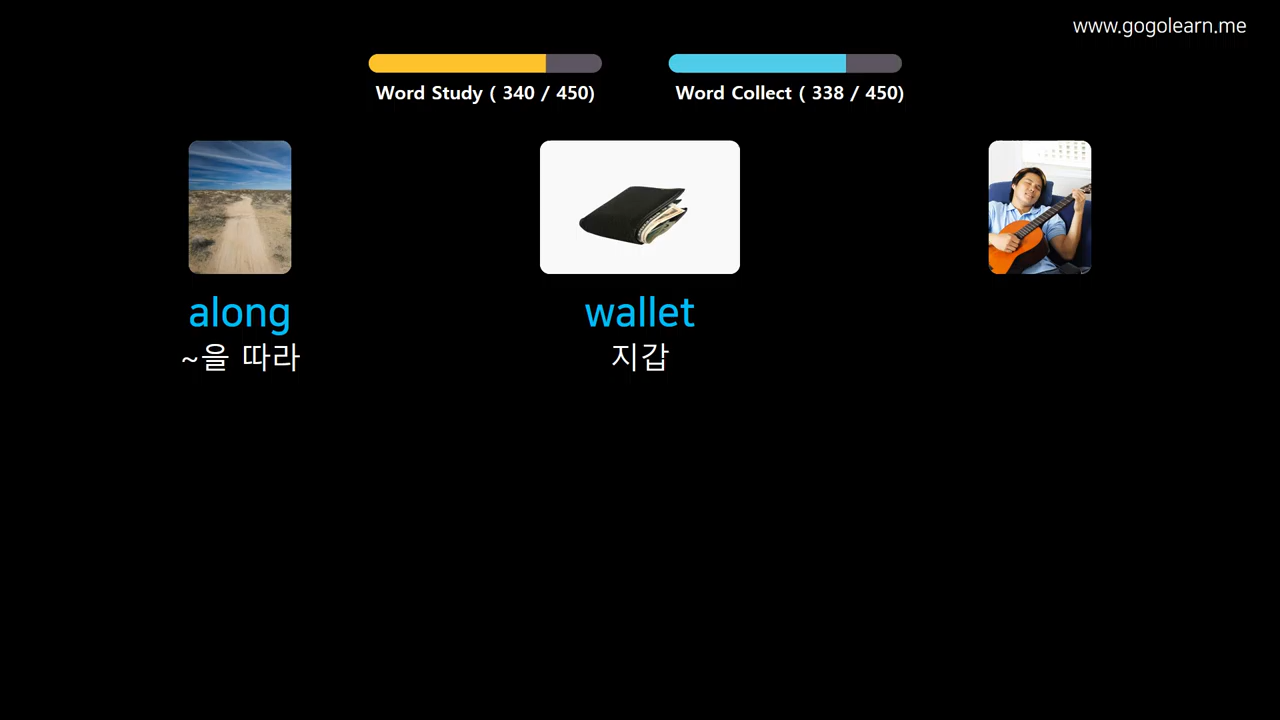 www.gogolearn.me
Word Study ( 340 / 450)
Word Collect ( 338 / 450)
along
~을 따라
wallet
지갑